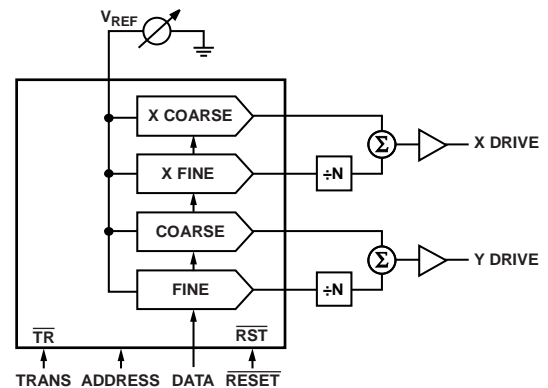 VREF
X COARSE
X FINE
COARSE
FINE
÷N
÷N
Σ
Σ
X DRIVE
Y DRIVE
TR
RST
TRANS ADDRESS DATA RESET